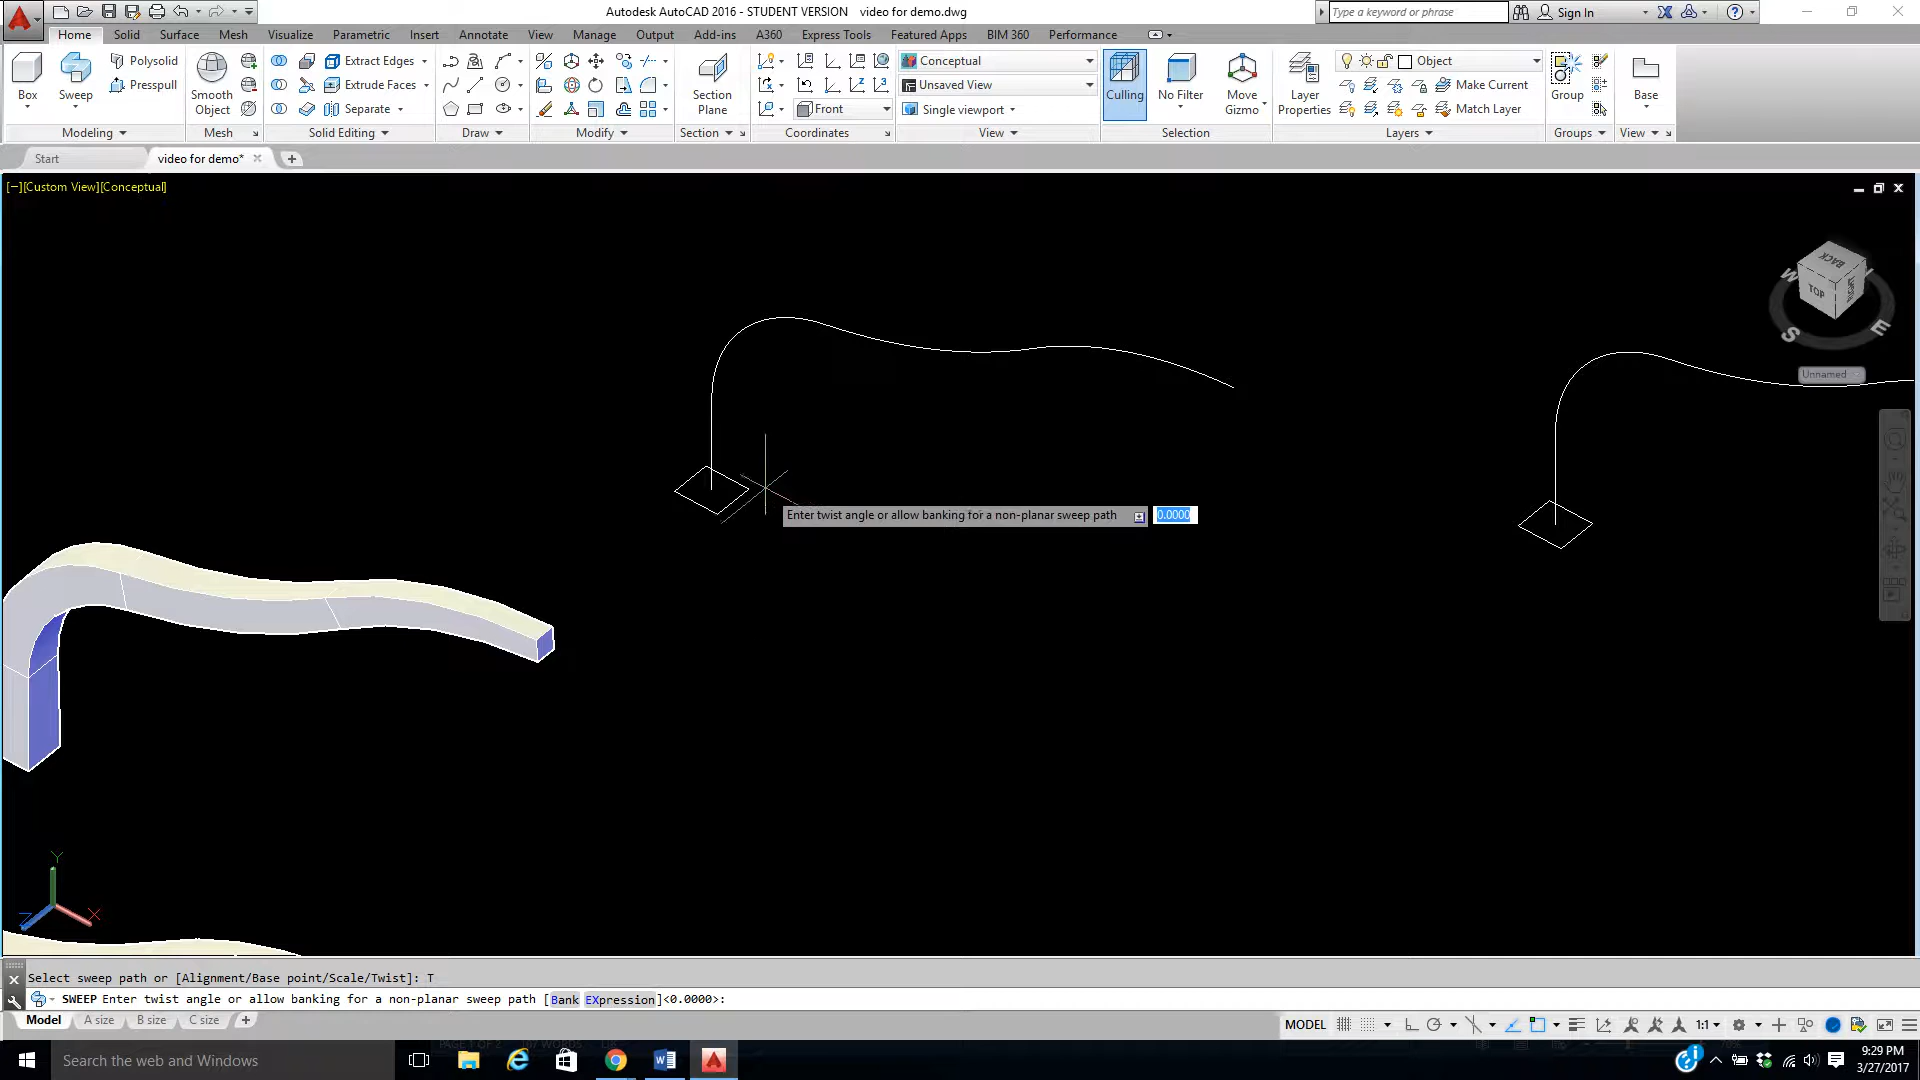 Autodesk AutoCAD 2016 - STUDENT VERSION video for demo.dwg
Type a keyword or phrase
Sign In
Home Solid Surface Mesh Visualize Parametric Insert Annotate View Manage Output Add-ins A360 Express Tools Featured Apps BIM 360 Performance
Box
Sweep
Polysolid
Presspull
Smooth Object
Extract Edges
Extrude Faces
Separate
Section Plane
Front
Conceptual
Unsaved View
Single viewport
Culling
No Filter
Move Gizmo
Layer Properties
Object
Make Current
Match Layer
Group
Base
Modeling Mesh Solid Editing Draw Modify Section Coordinates View Selection Layers Groups View
Start
video for demo*
[−][Custom View][Conceptual]
BACK
TOP
W
S
E
Unnamed
Enter twist angle or allow banking for a non-planar sweep path 0.0000
Y
Z
X
Select sweep path or [Alignment/Base point/Scale/Twist]: T
SWEEP Enter twist angle or allow banking for a non-planar sweep path [Bank EXpression]<0.0000>:
Model A size B size C size
MODEL
1:1
Search the web and Windows
9:29 PM
3/27/2017